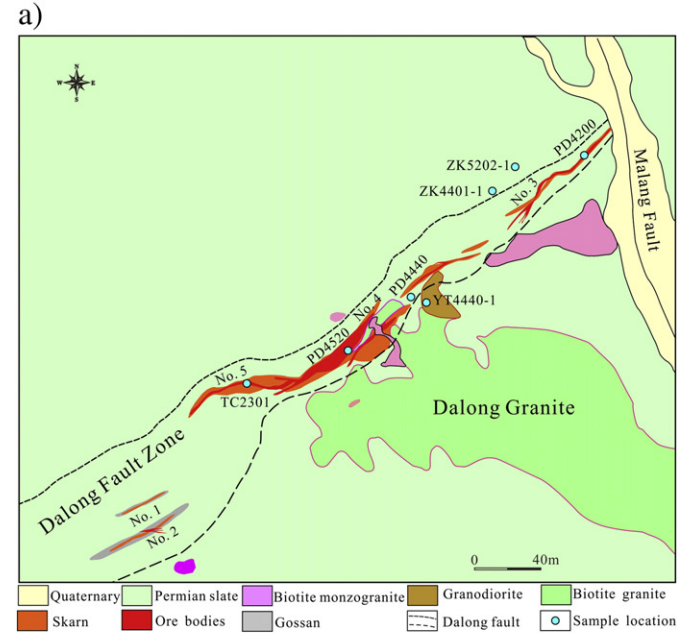 a)
N
W E
S
PD4200
ZK5202-1
ZK4401-1
No. 3
Malang Fault
PD4440
YT4440-1
No. 4
PD4520
No. 5
TC2301
Dalong Granite
Dalong Fault Zone
No. 1
No. 2
0 40m
Quaternary Permian slate Biotite monzogranite Granodiorite Biotite granite
Skarn Ore bodies Gossan Dalong fault Sample location